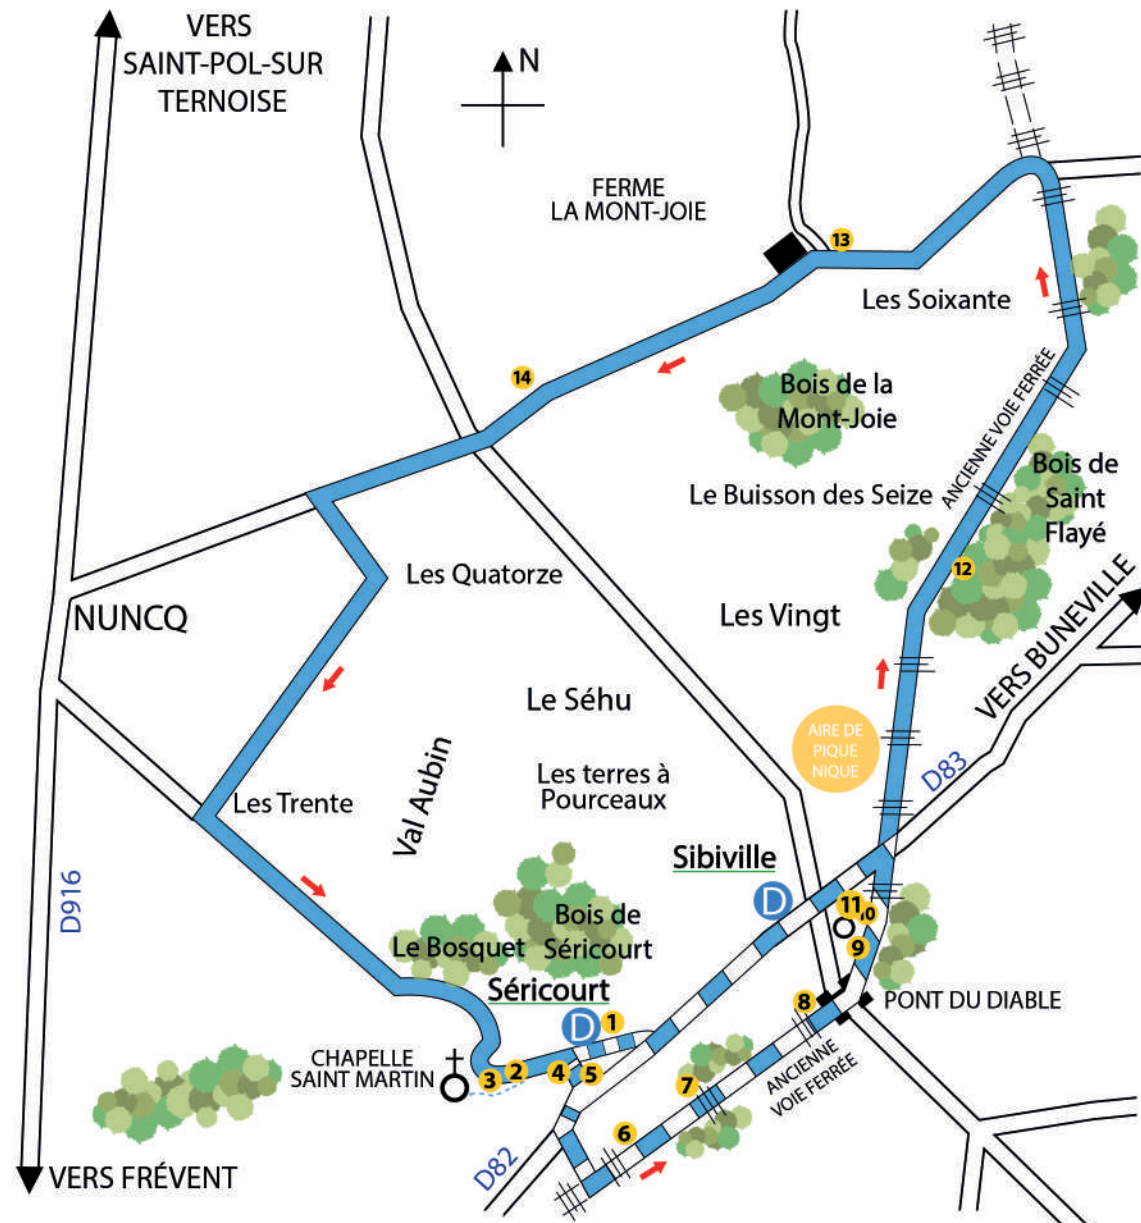 VERS
SAINT-POL-SUR
TERNOISE
N
FERME
LA MONT-JOIE
13
Les Soixante
14
Bois de la
Mont-Joie
ANCIENNE VOIE FERRÉE
Le Buisson des Seize
Bois de
Saint
Flayé
12
Les Quatorze
NUNCQ
Les Vingt
VERS BUNEVILLE
Le Séhu
AIRE DE
PIQUE
NIQUE
D83
Val Aubin
Les terres à
Pourceaux
Les Trente
Sibiville
D
D916
11
10
9
Bois de
Séricourt
Le Bosquet
Séricourt
D
1
8
PONT DU DIABLE
CHAPELLE
SAINT MARTIN
3
2
4
5
7
ANCIENNE
VOIE FERRÉE
6
D82
VERS FRÉVENT